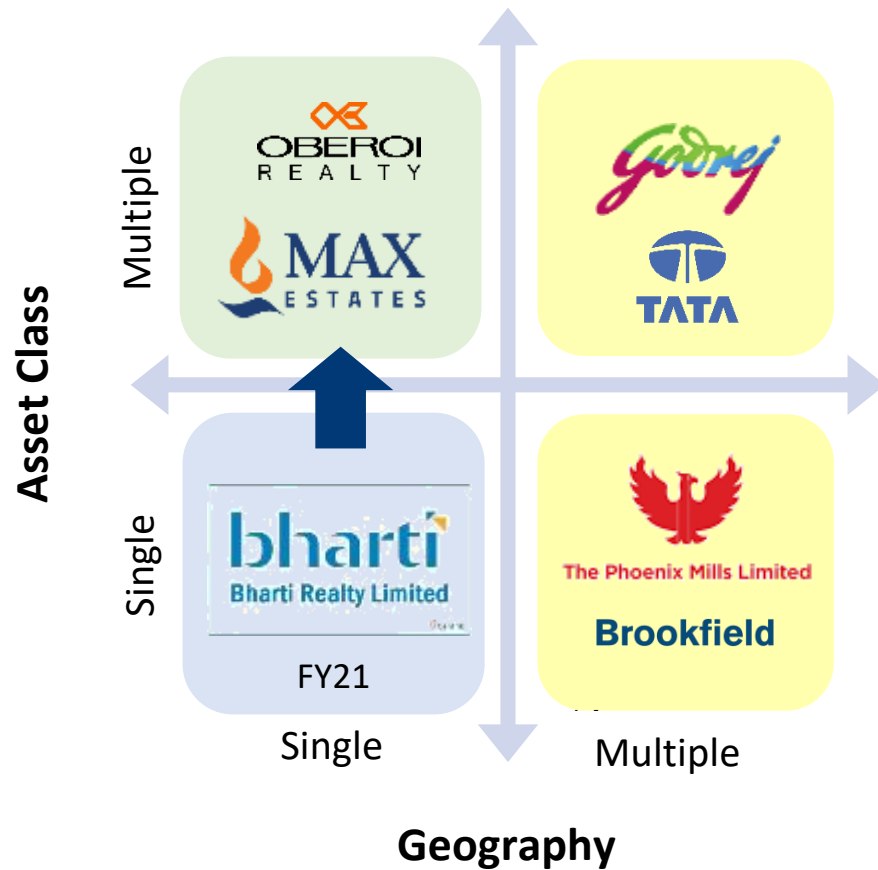 OBEROI
REALTY
MAX
ESTATES
Godrej
TATA
Multiple
Asset Class
Single
bharti
Bharti Realty Limited
FY21
The Phoenix Mills Limited
Brookfield
Single
Multiple
Geography